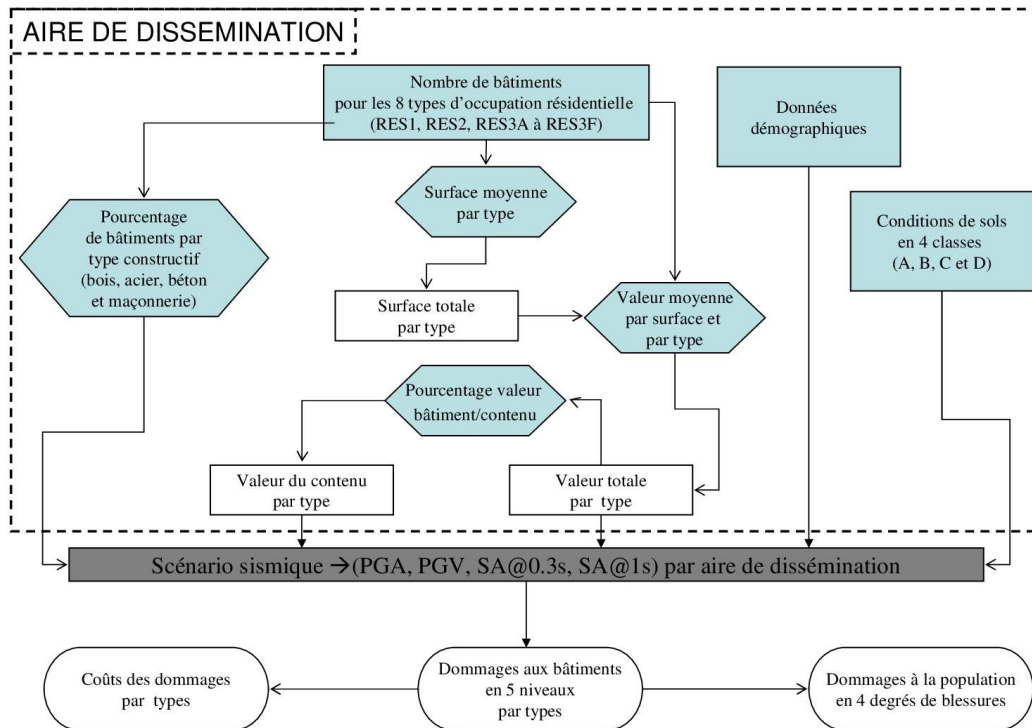 AIRE DE DISSEMINATION
Nombre de bâtiments
pour les 8 types d’occupation résidentielle
(RES1, RES2, RES3A à RES3F)
Données
démographiques
Surface moyenne
par type
Pourcentage
de bâtiments par
type constructif
(bois, acier, béton
et maçonnerie)
Conditions de sols
en 4 classes
(A, B, C et D)
Surface totale
par type
Valeur moyenne
par surface et
par type
Pourcentage valeur
bâtiment/contenu
Valeur du contenu
par type
Valeur totale
par type
Scénario sismique →(PGA, PGV, SA@0.3s, SA@1s) par aire de dissémination
Coûts des dommages
par types
Dommages aux bâtiments
en 5 niveaux
par types
Dommages à la population
en 4 degrés de blessures